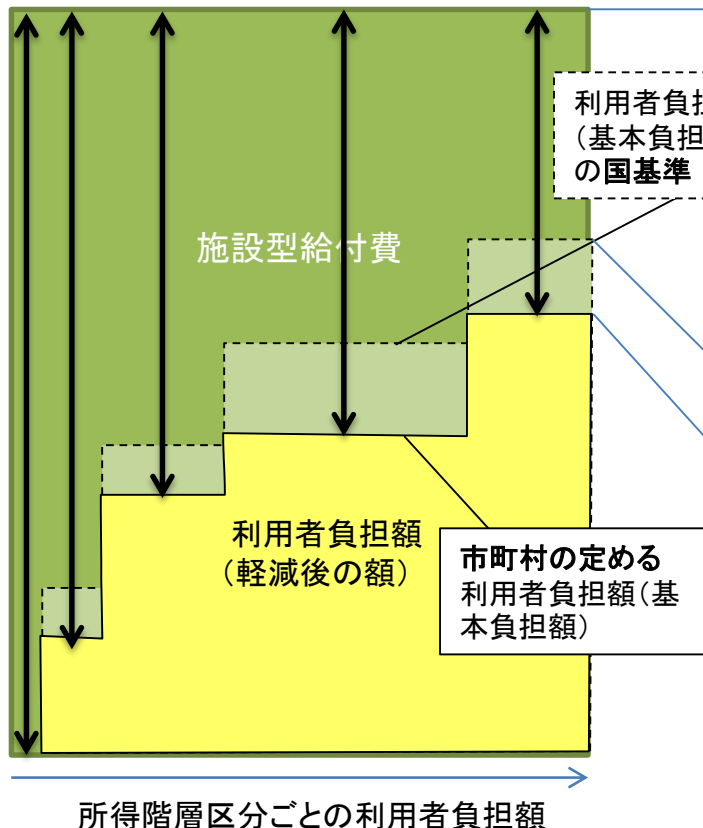 利用者負担
（基本負担
の国基準
施設型給付費
利用者負担額
（軽減後の額）
市町村の定める
利用者負担額（基
本負担額）
所得階層区分ごとの利用者負担額